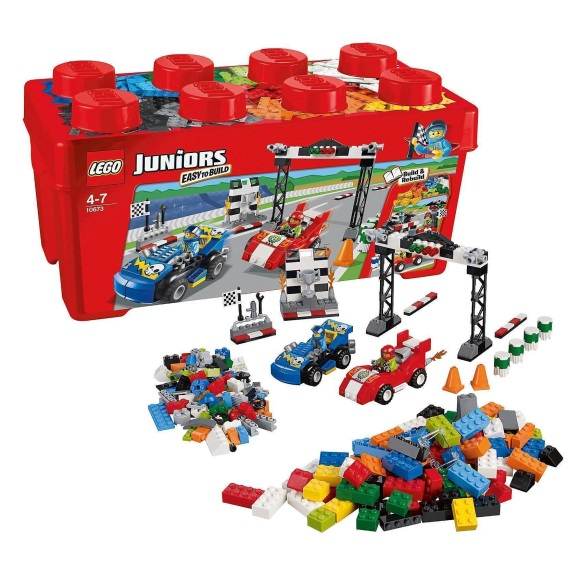 LEGO
JUNIORS
EASY TO BUILD
4-7
10673
Build &
Rebuild